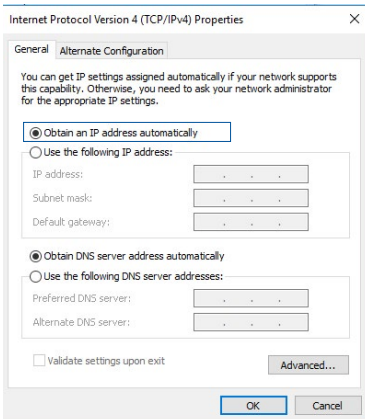 Internet Protocol Version 4 (TCP/IPv4) Properties
General
Alternate Configuration
You can get IP settings assigned automatically if your network supports
this capability. Otherwise, you need to ask your network administrator
for the appropriate IP settings.
Obtain an IP address automatically
Use the following IP address:
IP address:
Subnet mask:
Default gateway:
Obtain DNS server address automatically
Use the following DNS server addresses:
Preferred DNS server:
Alternate DNS server:
Validate settings upon exit
Advanced...
OK
Cancel